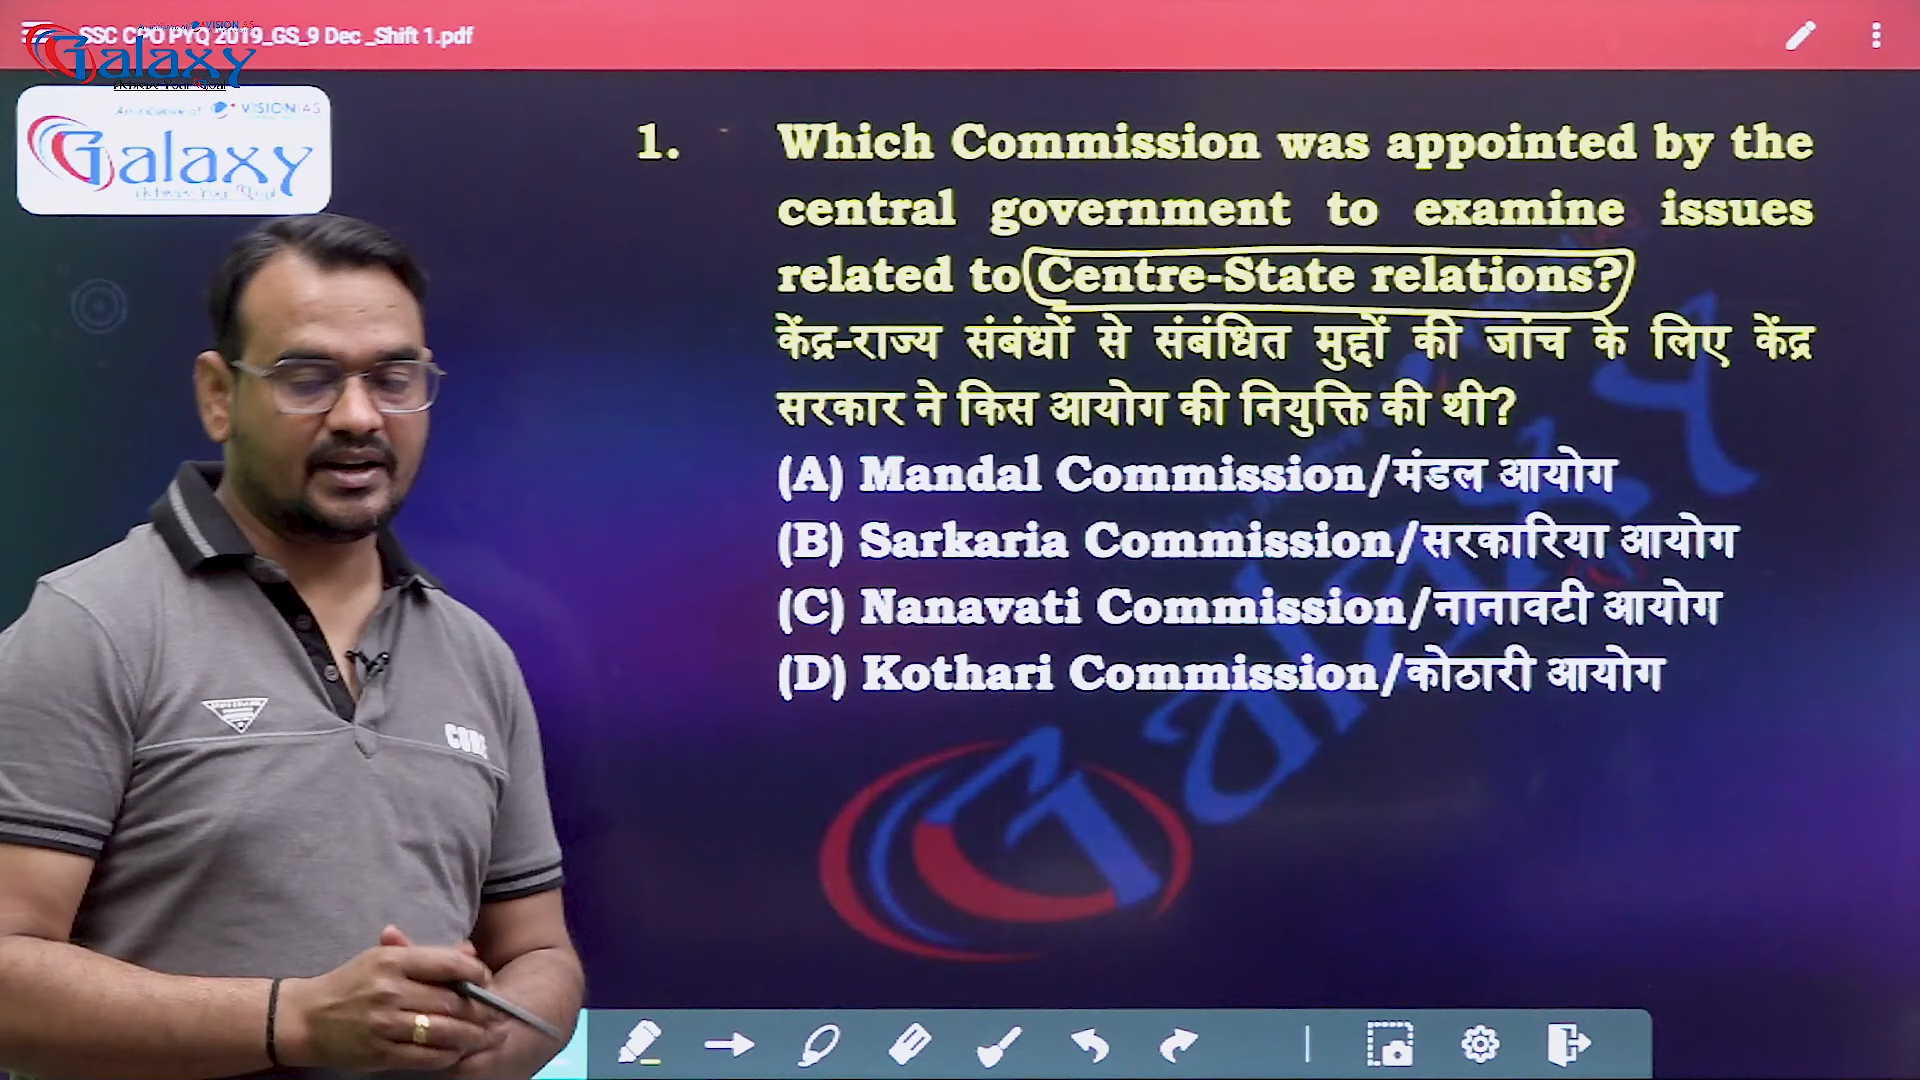 SSC CPO PYQ 2019_GS_9 Dec _Shift 1.pdf
Galaxy
VISIONIAS
Galaxy
1. Which Commission was appointed by the
central government to examine issues
related to Centre-State relations?
केंद्र-राज्य संबंधों से संबंधित मुद्दों की जांच के लिए केंद्र
सरकार ने किस आयोग की नियुक्ति की थी?
(A) Mandal Commission/मंडल आयोग
(B) Sarkaria Commission/सरकारिया आयोग
(C) Nanavati Commission/नानावटी आयोग
(D) Kothari Commission/कोठारी आयोग
Galaxy